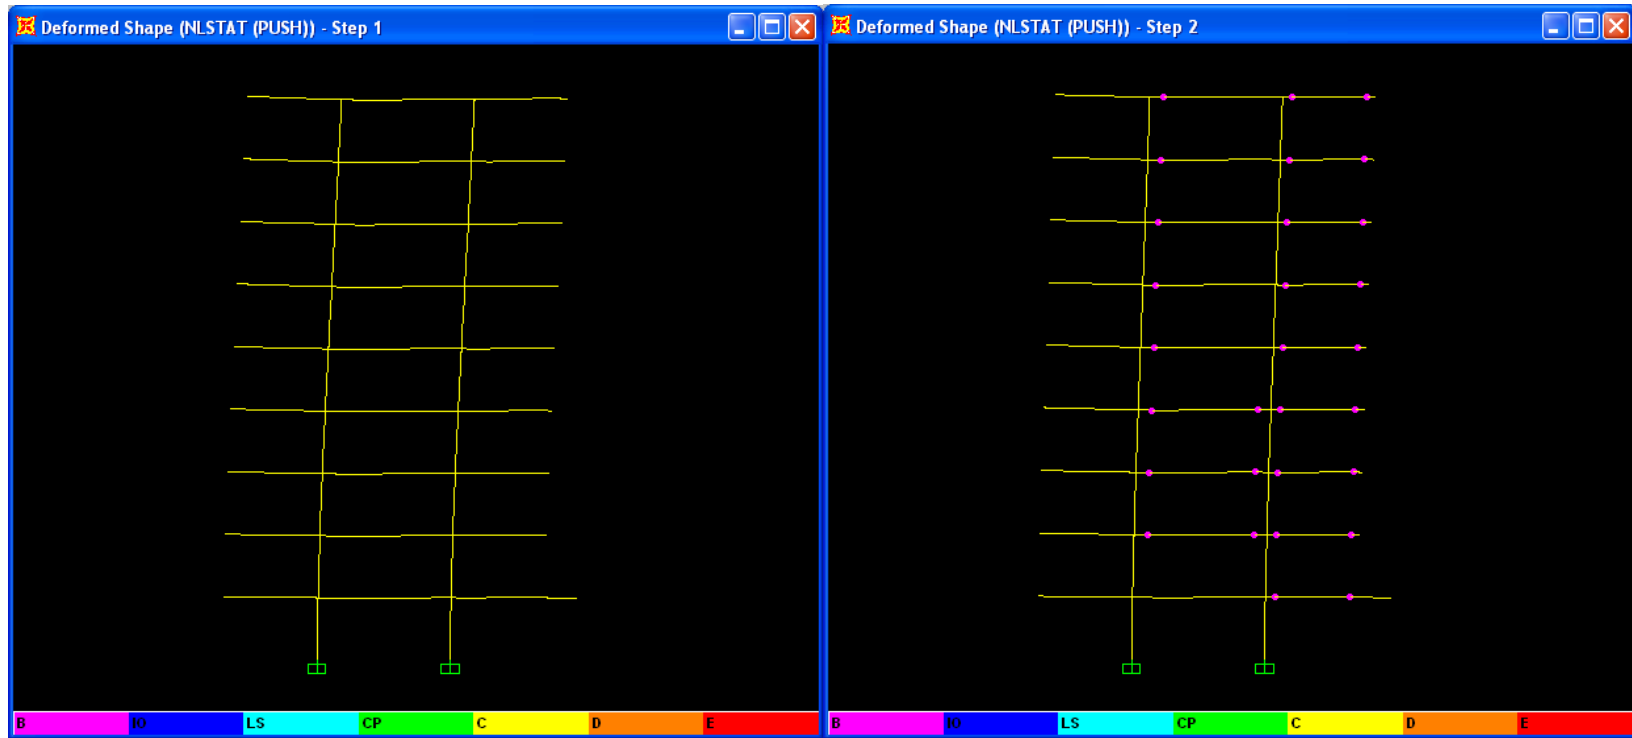 Deformed Shape (NLSTAT (PUSH)) - Step 1
B IO LS CP C D E
Deformed Shape (NLSTAT (PUSH)) - Step 2
B IO LS CP C D E